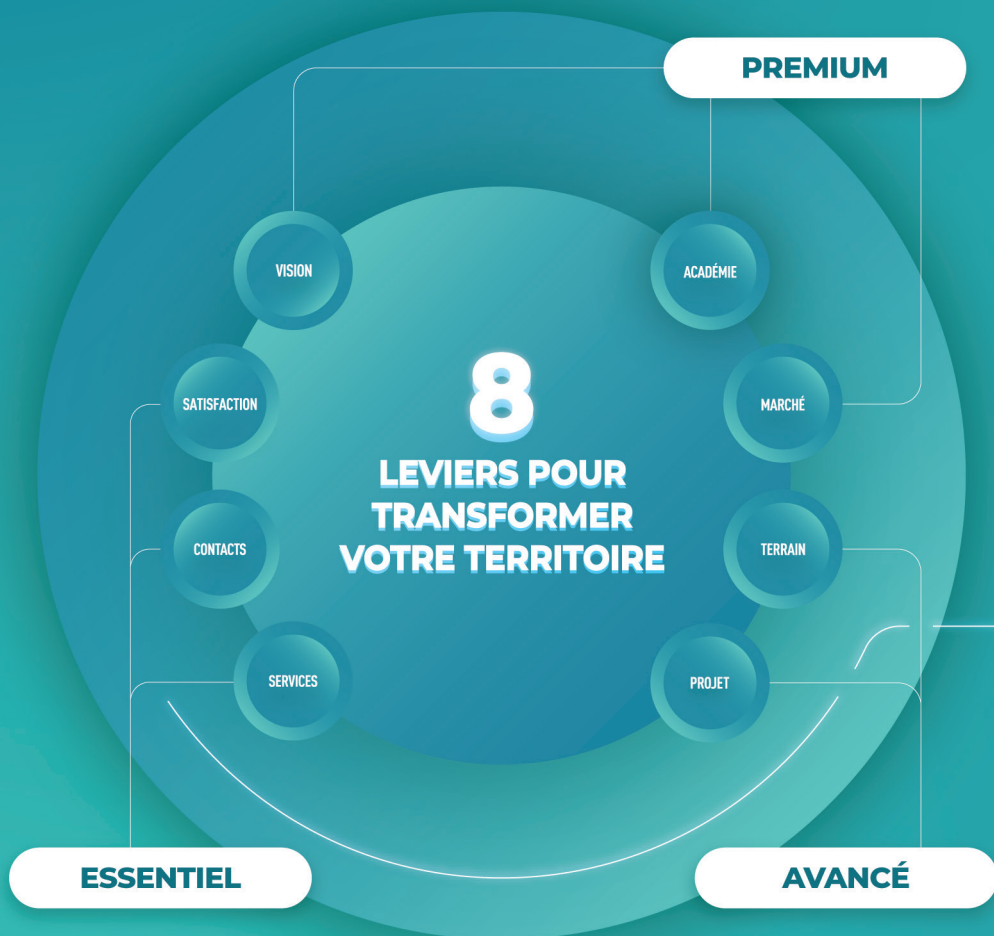 PREMIUM
VISION
ACADÉMIE
SATISFACTION
MARCHÉ
8
LEVIERS POUR
TRANSFORMER
VOTRE TERRITOIRE
CONTACTS
TERRAIN
SERVICES
PROJET
ESSENTIEL
AVANCÉ